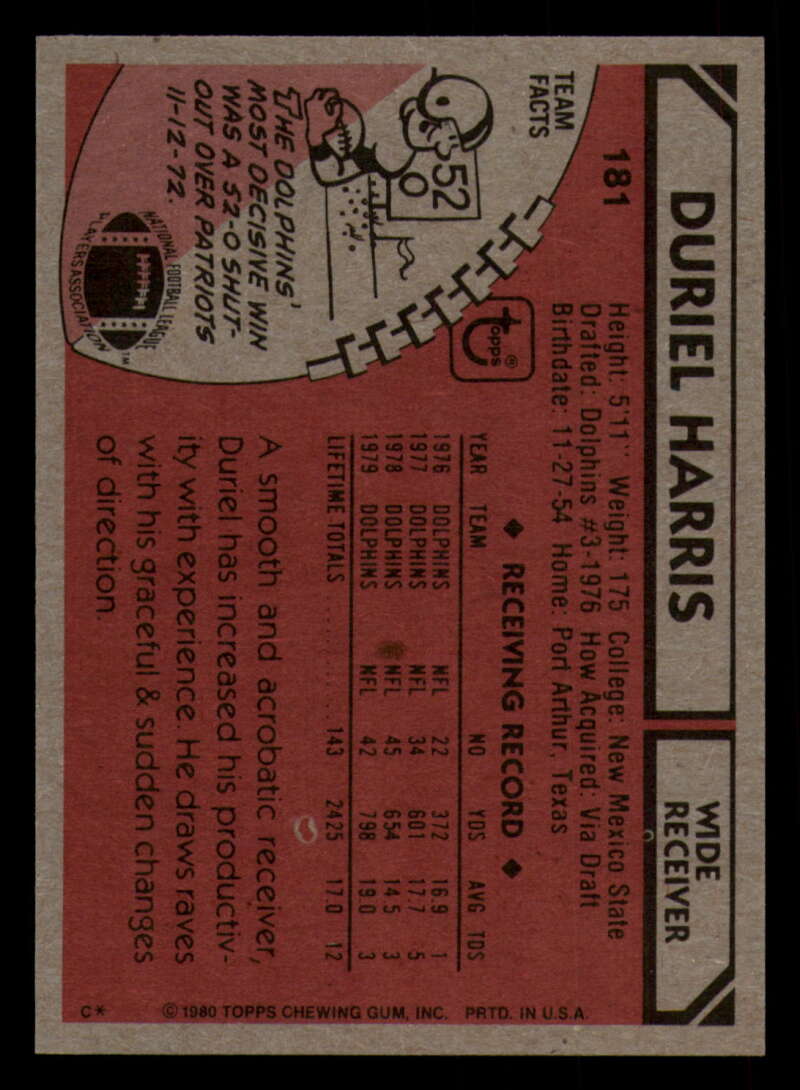 DURIEL HARRIS
WIDE
RECEIVER
181
Height: 5'11" Weight: 175 College: New Mexico State
Drafted: Dolphins #3-1976 How Acquired: Via Draft
Birthdate: 11-27-54 Home: Port Arthur, Texas
TEAM
FACTS
52
0
THE DOLPHINS'
MOST DECISIVE WIN
WAS A 52-0 SHUT-
OUT OVER PATRIOTS
11-12-72.
NATIONAL FOOTBALL LEAGUE
PLAYERS ASSOCIATION
TM
topps®
◆ RECEIVING RECORD ◆
YEAR TEAM NO YDS AVG TDS
1976 DOLPHINS NFL 22 372 16.9 1
1977 DOLPHINS NFL 34 601 17.7 5
1978 DOLPHINS NFL 45 654 14.5 3
1979 DOLPHINS NFL 42 798 19.0 3
LIFETIME TOTALS ............ 143 2425 17.0 12
A smooth and acrobatic receiver,
Duriel has increased his productiv-
ity with experience. He draws raves
with his graceful & sudden changes
of direction.
C* © 1980 TOPPS CHEWING GUM, INC. PRTD. IN U.S.A.